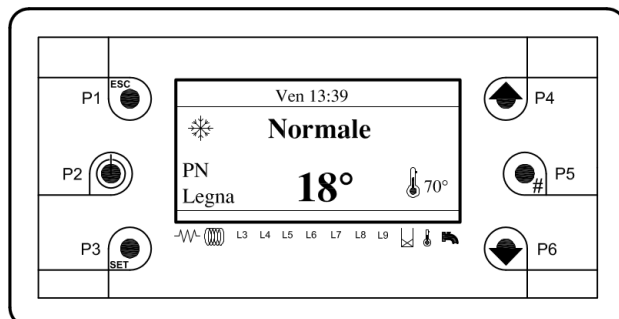 ESC
P1
P2
P3
SET
Ven 13:39
Normale
PN
Legna
18°
70°
L3 L4 L5 L6 L7 L8 L9
P4
P5
#
P6